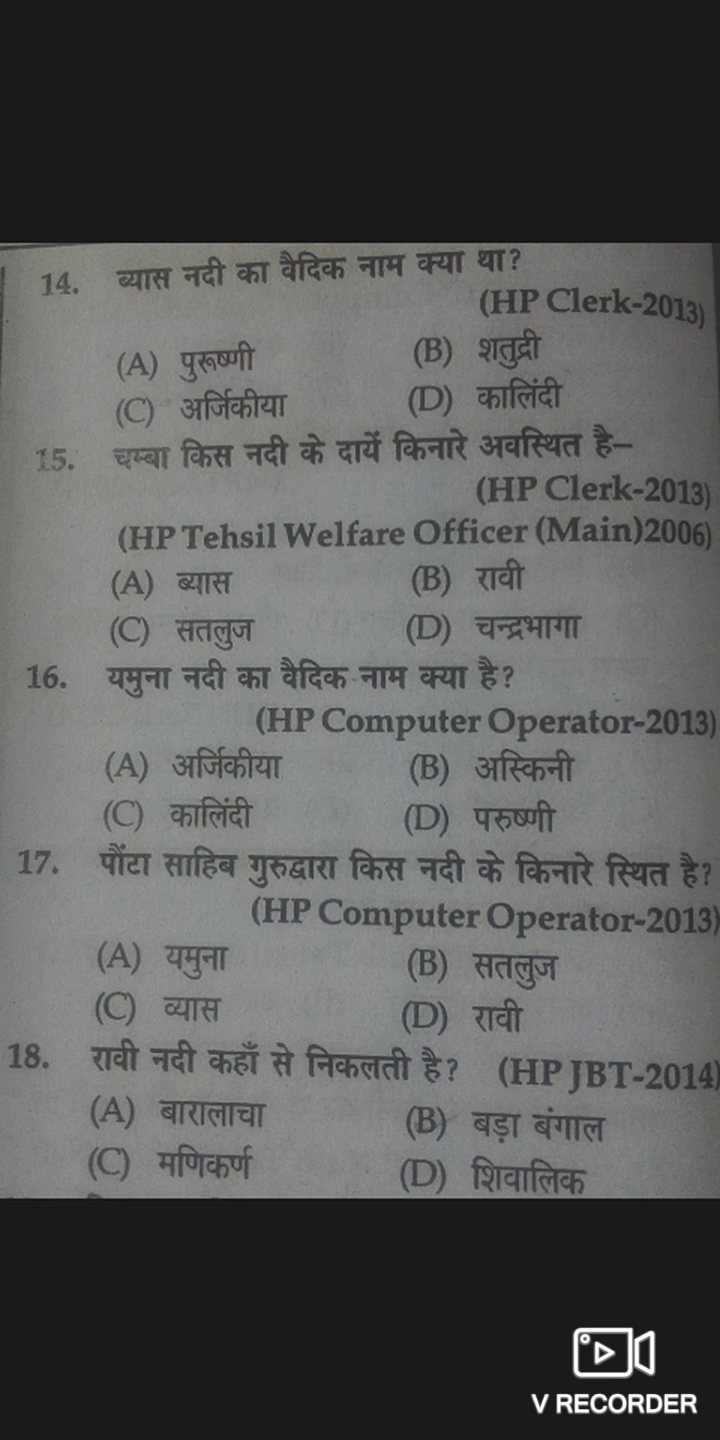 14. ब्यास नदी का वैदिक नाम क्या था?
(HP Clerk-2013)
(A) पुरूष्णी (B) शतुद्री
(C) अर्जिकीया (D) कालिंदी
15. चम्बा किस नदी के दायें किनारे अवस्थित है–
(HP Clerk-2013)
(HP Tehsil Welfare Officer (Main)2006)
(A) ब्यास (B) रावी
(C) सतलुज (D) चन्द्रभागा
16. यमुना नदी का वैदिक नाम क्या है?
(HP Computer Operator-2013)
(A) अर्जिकीया (B) अस्किनी
(C) कालिंदी (D) परुष्णी
17. पौंटा साहिब गुरुद्वारा किस नदी के किनारे स्थित है?
(HP Computer Operator-2013)
(A) यमुना (B) सतलुज
(C) व्यास (D) रावी
18. रावी नदी कहाँ से निकलती है? (HP JBT-2014)
(A) बारालाचा (B) बड़ा बंगाल
(C) मणिकर्ण (D) शिवालिक
V RECORDER